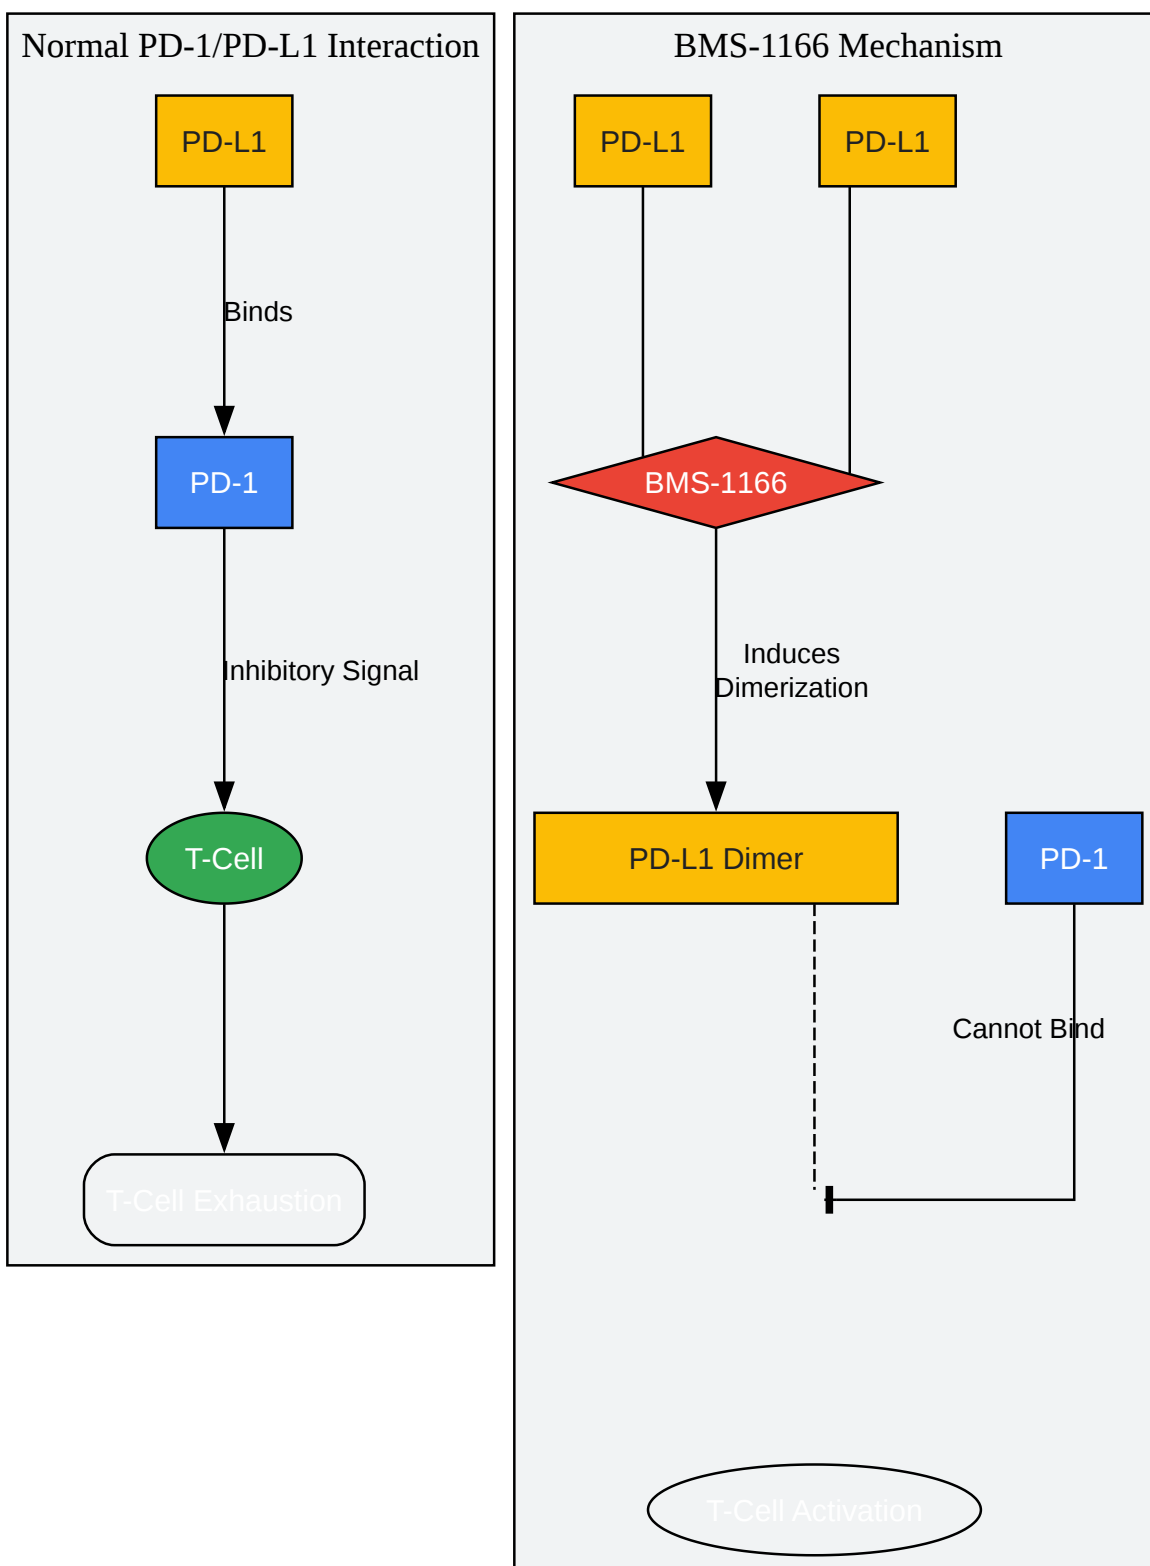 Normal PD-1/PD-L1 Interaction
PD-L1
Binds
PD-1
Inhibitory Signal
T-Cell
T-Cell Exhaustion
BMS-1166 Mechanism
PD-L1
PD-L1
BMS-1166
Induces
Dimerization
PD-L1 Dimer
PD-1
Cannot Bind
T-Cell Activation